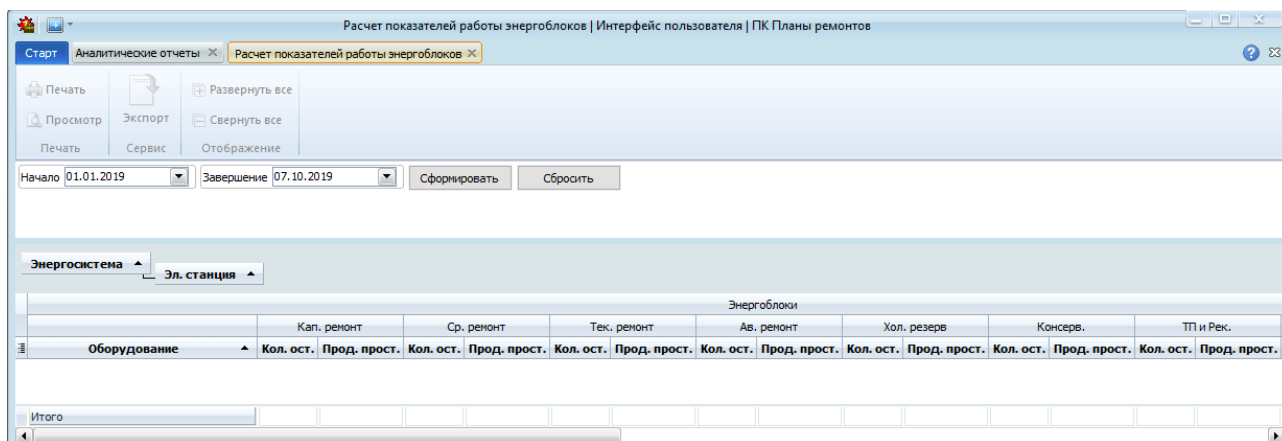 Расчет показателей работы энергоблоков | Интерфейс пользователя | ПК Планы ремонтов
Старт Аналитические отчеты Расчет показателей работы энергоблоков
Печать Развернуть все
Просмотр Экспорт Свернуть все
Печать Сервис Отображение
Начало 01.01.2019 Завершение 07.10.2019 Сформировать Сбросить
Энергосистема
Эл. станция
Энергоблоки
Кап. ремонт Ср. ремонт Тек. ремонт Ав. ремонт Хол. резерв Консерв. ТП и Рек.
Оборудование Кол. ост. Прод. прост. Кол. ост. Прод. прост. Кол. ост. Прод. прост. Кол. ост. Прод. прост. Кол. ост. Прод. прост. Кол. ост. Прод. прост. Кол. ост. Прод. прост.
Итого